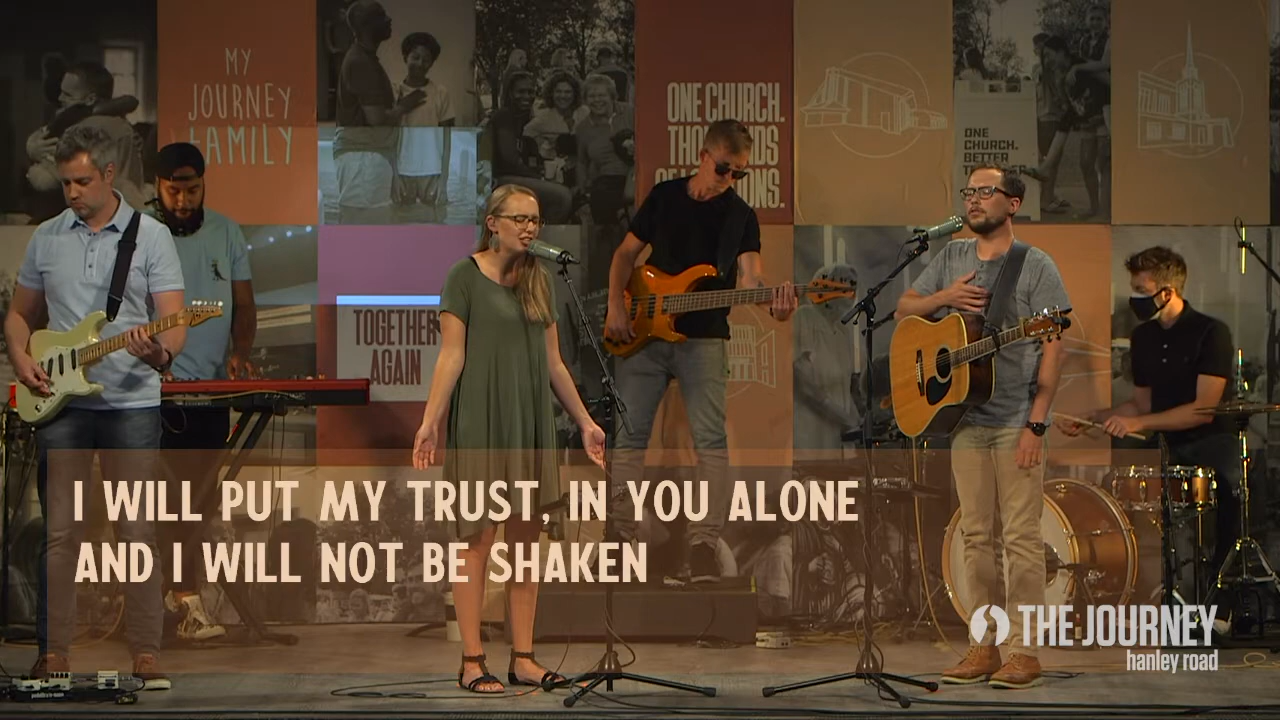 MY
JOURNEY
FAMILY
ONE CHURCH.
ONE
CHURCH.
BETTER
TOGETHER
AGAIN
I WILL PUT MY TRUST, IN YOU ALONE
AND I WILL NOT BE SHAKEN
THE JOURNEY
hanley road